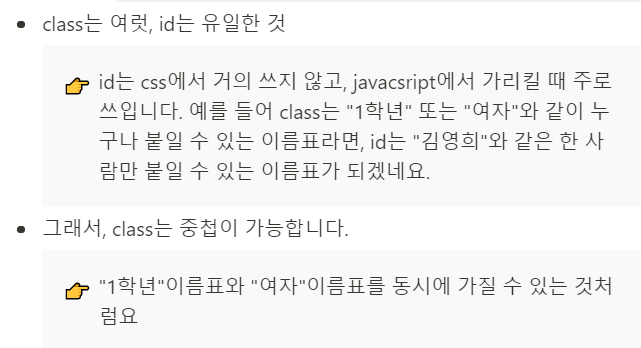 class는 여럿, id는 유일한 것
id는 css에서 거의 쓰지 않고, javacsript에서 가리킬 때 주로
쓰입니다. 예를 들어 class는 "1학년" 또는 "여자"와 같이 누
구나 붙일 수 있는 이름표라면, id는 "김영희"와 같은 한 사
람만 붙일 수 있는 이름표가 되겠네요.
그래서, class는 중첩이 가능합니다.
"1학년"이름표와 "여자"이름표를 동시에 가질 수 있는 것처
럼요